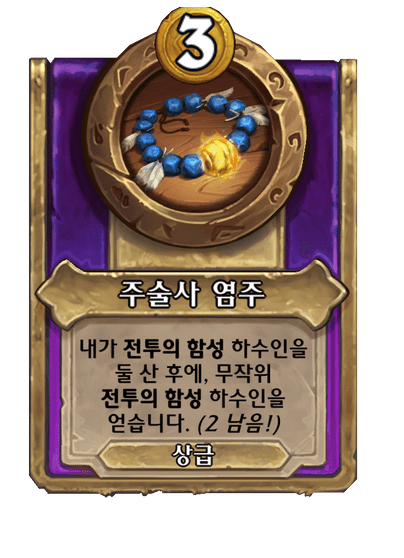 3
주술사 염주
내가 전투의 함성 하수인을
둘 산 후에, 무작위
전투의 함성 하수인을
얻습니다. (2 남음!)
상급